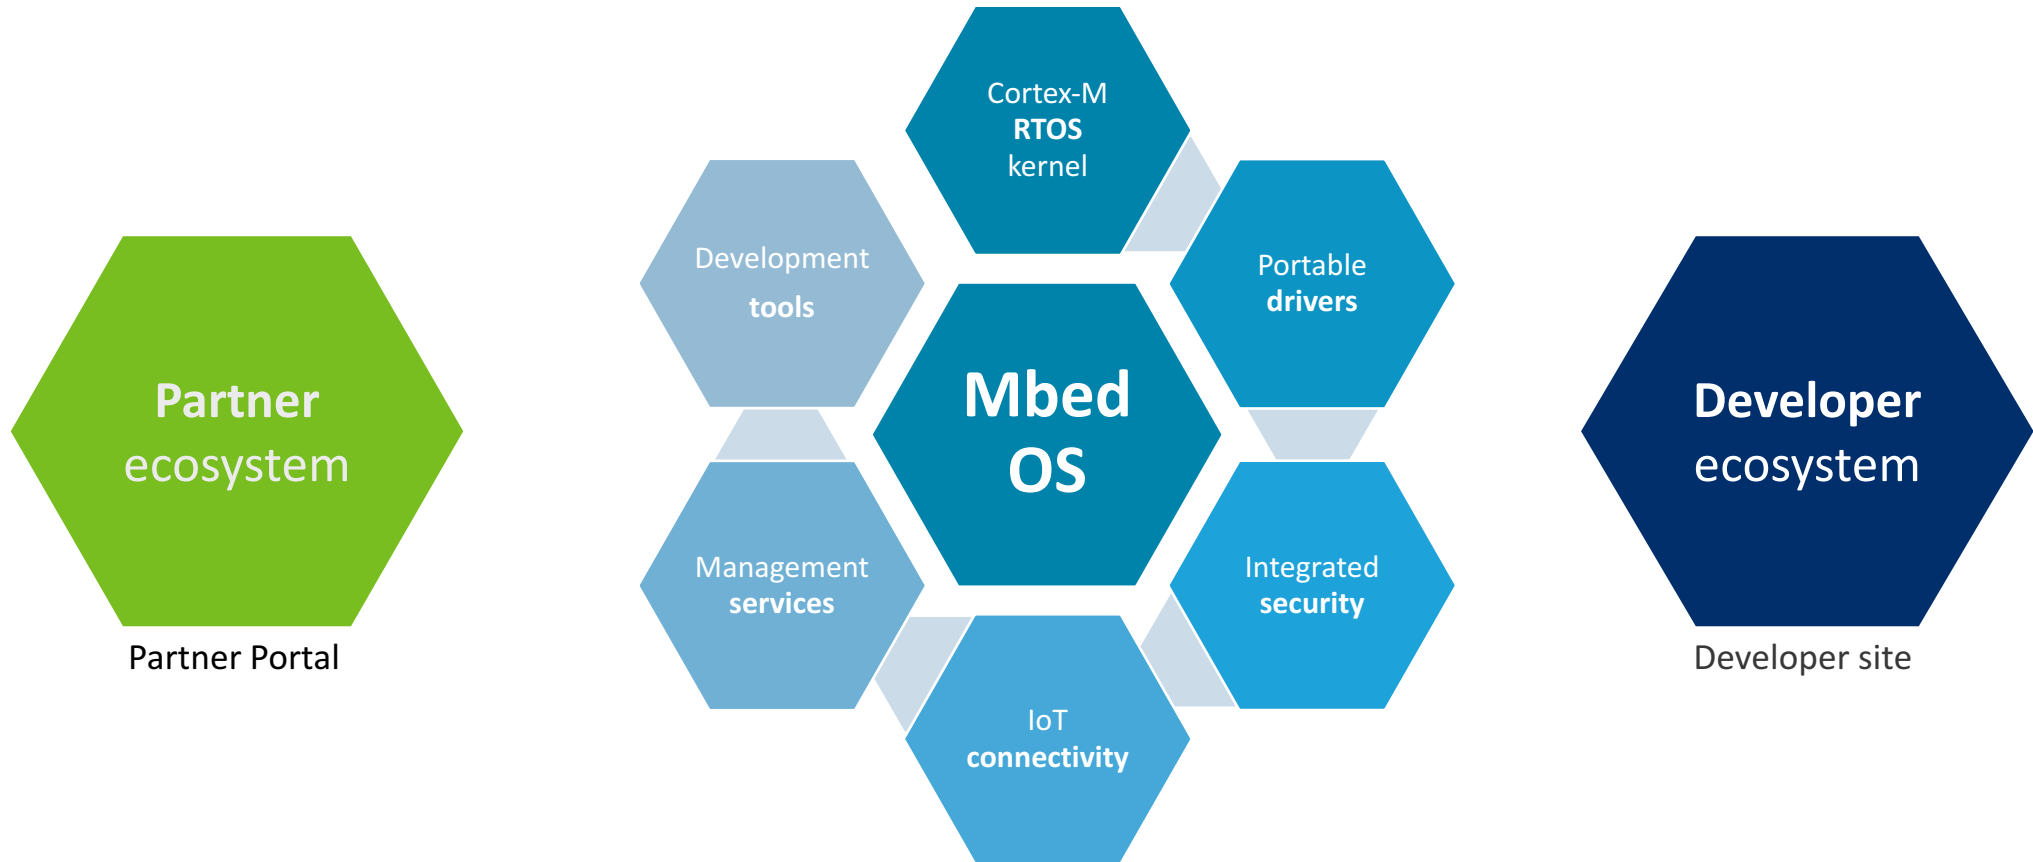 Partner
ecosystem
Partner Portal
Cortex-M
RTOS
kernel
Portable
drivers
Integrated
security
IoT
connectivity
Management
services
Development
tools
Mbed
OS
Developer
ecosystem
Developer site